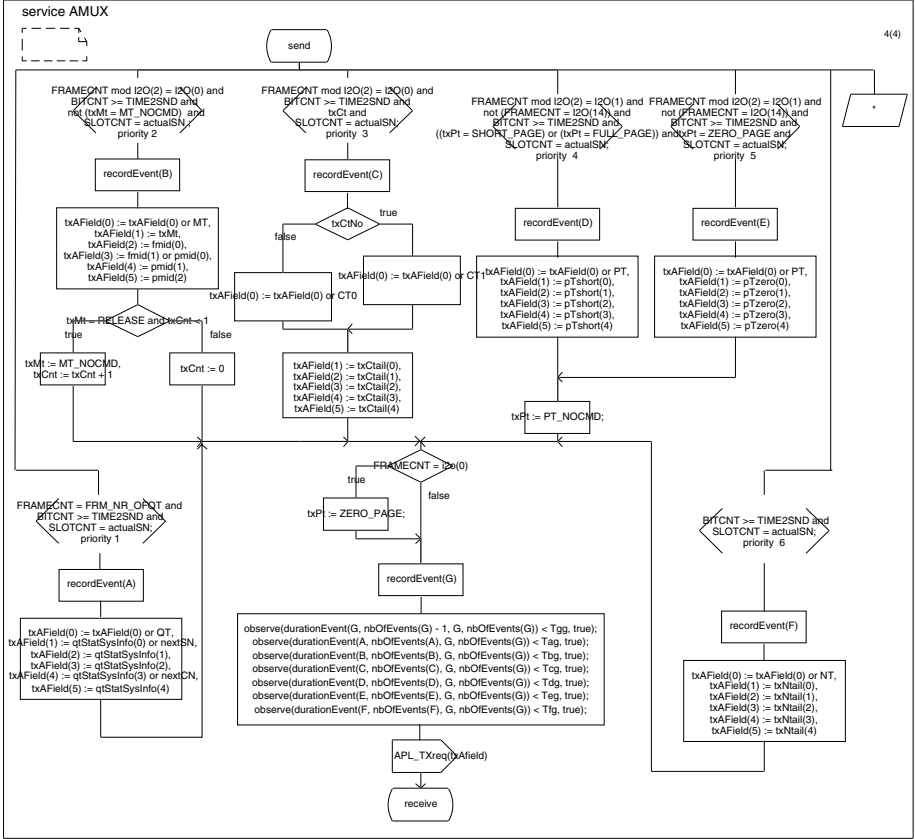 service AMUX
4(4)
send
FRAMECNT mod I2O(2) = I2O(0) and
BITCNT >= TIME2SND and
not (txMt = MT_NOCMD) and
SLOTCNT = actualSN ;
priority 2
FRAMECNT mod I2O(2) = I2O(0) and
BITCNT >= TIME2SND and
txCt and
SLOTCNT = actualSN;
priority 3
FRAMECNT mod I2O(2) = I2O(1) and
not (FRAMECNT = I2O(14)) and
BITCNT >= TIME2SND and
((txPt = SHORT_PAGE) or (txPt = FULL_PAGE)) and
SLOTCNT = actualSN;
priority 4
FRAMECNT mod I2O(2) = I2O(1) and
not (FRAMECNT = I2O(14)) and
BITCNT >= TIME2SND and
txPt = ZERO_PAGE and
SLOTCNT = actualSN;
priority 5
*
recordEvent(B)
recordEvent(C)
recordEvent(D)
recordEvent(E)
txAField(0) := txAField(0) or MT,
txAField(1) := txMt,
txAField(2) := fmid(0),
txAField(3) := fmid(1) or pmid(0),
txAField(4) := pmid(1),
txAField(5) := pmid(2)
txCtNo
true
false
txAField(0) := txAField(0) or CT0
txAField(0) := txAField(0) or CT1
txAField(0) := txAField(0) or PT,
txAField(1) := pTshort(0),
txAField(2) := pTshort(1),
txAField(3) := pTshort(2),
txAField(4) := pTshort(3),
txAField(5) := pTshort(4)
txAField(0) := txAField(0) or PT,
txAField(1) := pTzero(0),
txAField(2) := pTzero(1),
txAField(3) := pTzero(2),
txAField(4) := pTzero(3),
txAField(5) := pTzero(4)
txMt = RELEASE and txCnt < 1
true
false
txMt := MT_NOCMD,
txCnt := txCnt + 1
txCnt := 0
txAField(1) := txCtail(0),
txAField(2) := txCtail(1),
txAField(3) := txCtail(2),
txAField(4) := txCtail(3),
txAField(5) := txCtail(4)
txPt := PT_NOCMD;
FRAMECNT = i2o(0)
true
false
txPt := ZERO_PAGE;
FRAMECNT = FRM_NR_OFQT and
BITCNT >= TIME2SND and
SLOTCNT = actualSN;
priority 1
BITCNT >= TIME2SND and
SLOTCNT = actualSN;
priority 6
recordEvent(A)
recordEvent(G)
recordEvent(F)
txAField(0) := txAField(0) or QT,
txAField(1) := qtStatSysInfo(0) or nextSN,
txAField(2) := qtStatSysInfo(1),
txAField(3) := qtStatSysInfo(2),
txAField(4) := qtStatSysInfo(3) or nextCN,
txAField(5) := qtStatSysInfo(4)
observe(durationEvent(G, nbOfEvents(G) - 1, G, nbOfEvents(G)) < Tgg, true);
observe(durationEvent(A, nbOfEvents(A), G, nbOfEvents(G)) < Tag, true);
observe(durationEvent(B, nbOfEvents(B), G, nbOfEvents(G)) < Tbg, true);
observe(durationEvent(C, nbOfEvents(C), G, nbOfEvents(G)) < Tcg, true);
observe(durationEvent(D, nbOfEvents(D), G, nbOfEvents(G)) < Tdg, true);
observe(durationEvent(E, nbOfEvents(E), G, nbOfEvents(G)) < Teg, true);
observe(durationEvent(F, nbOfEvents(F), G, nbOfEvents(G)) < Tfg, true);
txAField(0) := txAField(0) or NT,
txAField(1) := txNtail(0),
txAField(2) := txNtail(1),
txAField(3) := txNtail(2),
txAField(4) := txNtail(3),
txAField(5) := txNtail(4)
APL_TXreq(txAfield)
receive